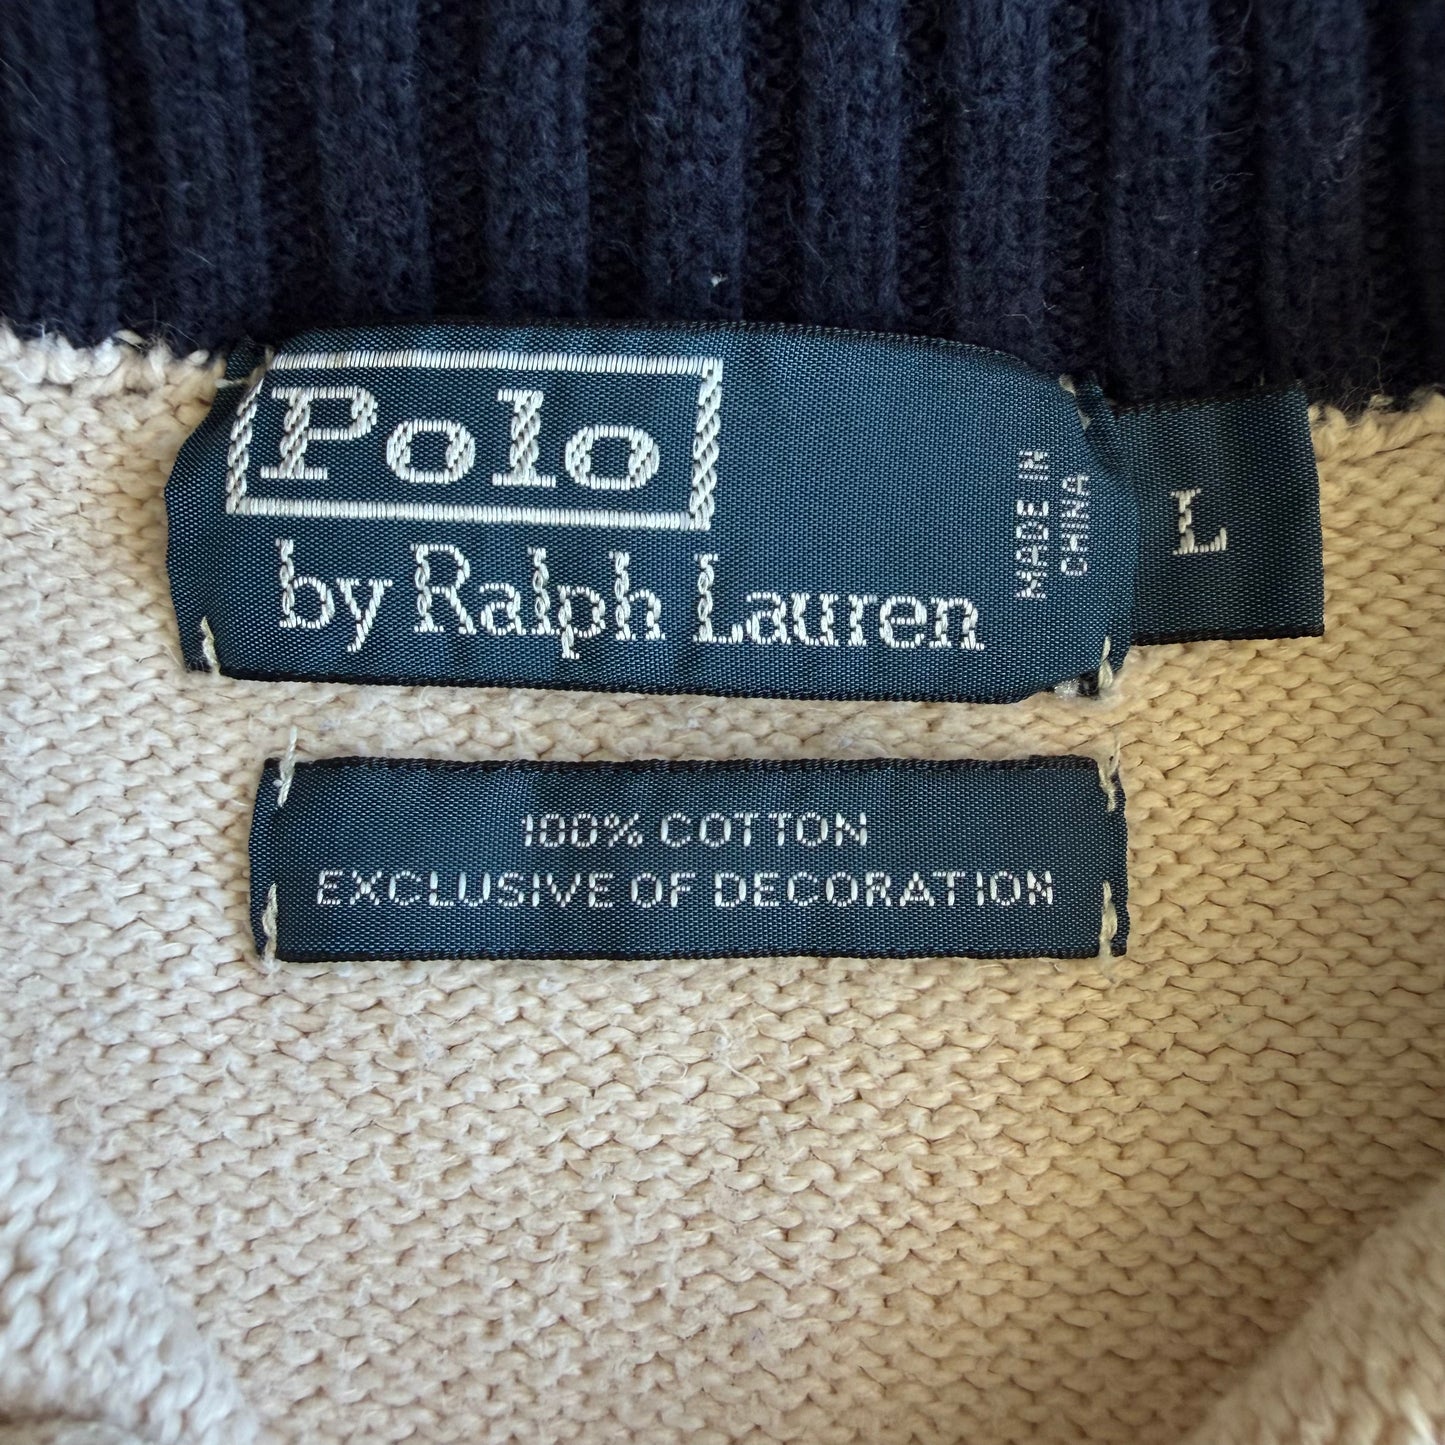 Polo
by Ralph Lauren
MADE IN
CHINA
L
100% COTTON
EXCLUSIVE OF DECORATION